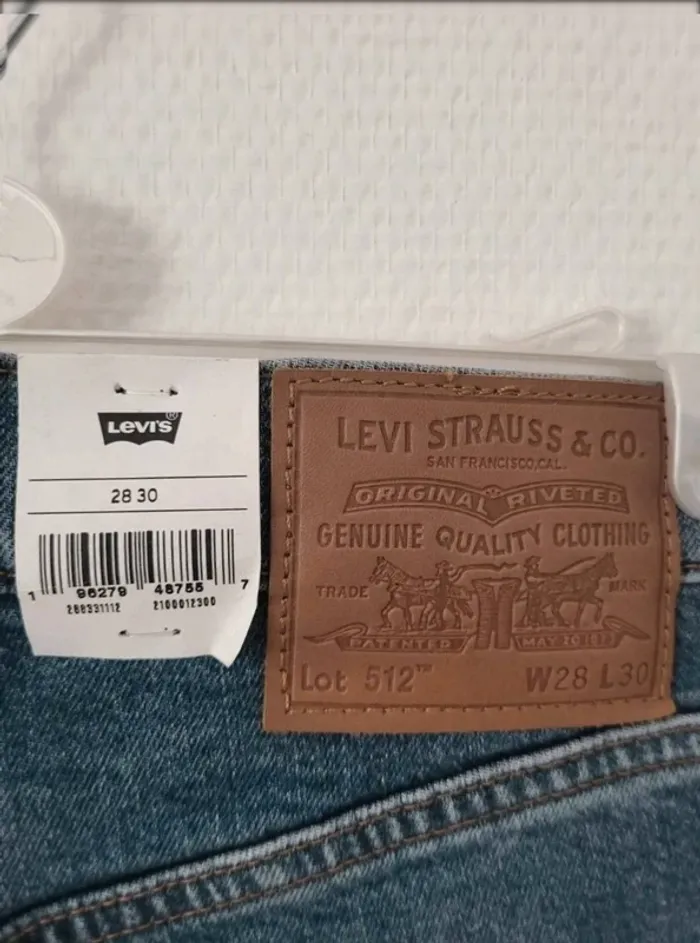 LEVI'S®
28 30
1 96279 48755 7
288331112 2100012300
LEVI STRAUSS & CO.
SAN FRANCISCO, CAL.
ORIGINAL RIVETED
GENUINE QUALITY CLOTHING
TRADE MARK
PATENTED MAY 20 1873
Lot 512™ W28 L30